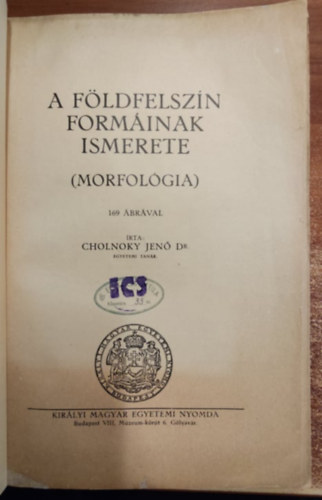 A FÖLDFELSZÍN
FORMÁINAK
ISMERETE
(MORFOLÓGIA)
169 ÁBRÁVAL
ÍRTA:
CHOLNOKY JENŐ DR
EGYETEMI TANÁR
ICS
KIRÁLYI MAGYAR EGYETEMI NYOMDA
Budapest VIII, Múzeum-körút 6. Gólyavár